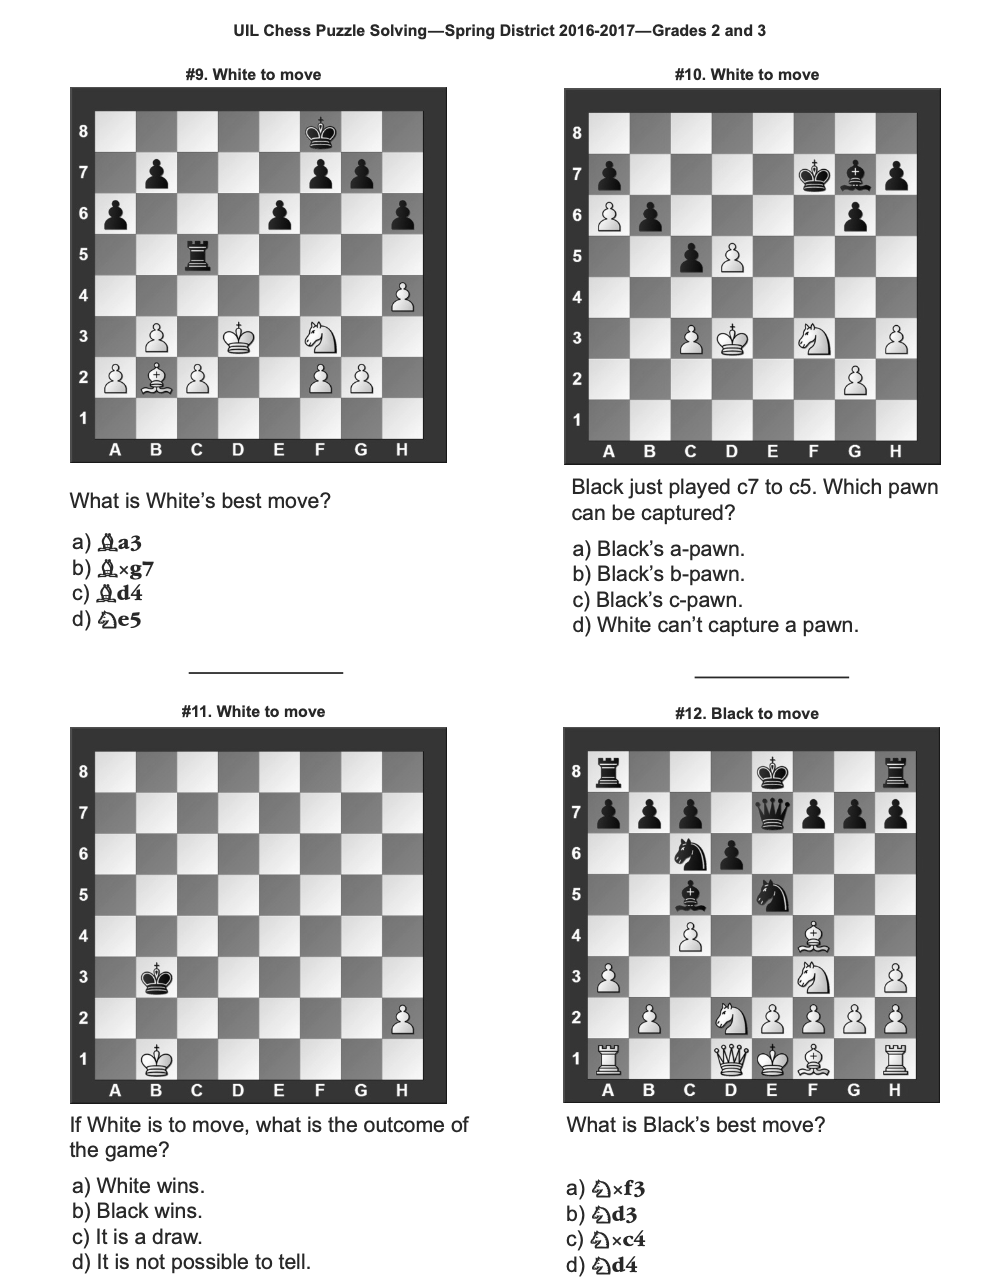 UIL Chess Puzzle Solving—Spring District 2016-2017—Grades 2 and 3
#9. White to move
8
7
6
5
4
3
2
1
A B C D E F G H
What is White's best move?
a) ♗a3
b) ♗×g7
c) ♗d4
d) ♘e5
#10. White to move
8
7
6
5
4
3
2
1
A B C D E F G H
Black just played c7 to c5. Which pawn
can be captured?
a) Black's a-pawn.
b) Black's b-pawn.
c) Black's c-pawn.
d) White can't capture a pawn.
#11. White to move
8
7
6
5
4
3
2
1
A B C D E F G H
If White is to move, what is the outcome of
the game?
a) White wins.
b) Black wins.
c) It is a draw.
d) It is not possible to tell.
#12. Black to move
8
7
6
5
4
3
2
1
A B C D E F G H
What is Black's best move?
a) ♘×f3
b) ♘d3
c) ♘×c4
d) ♘d4